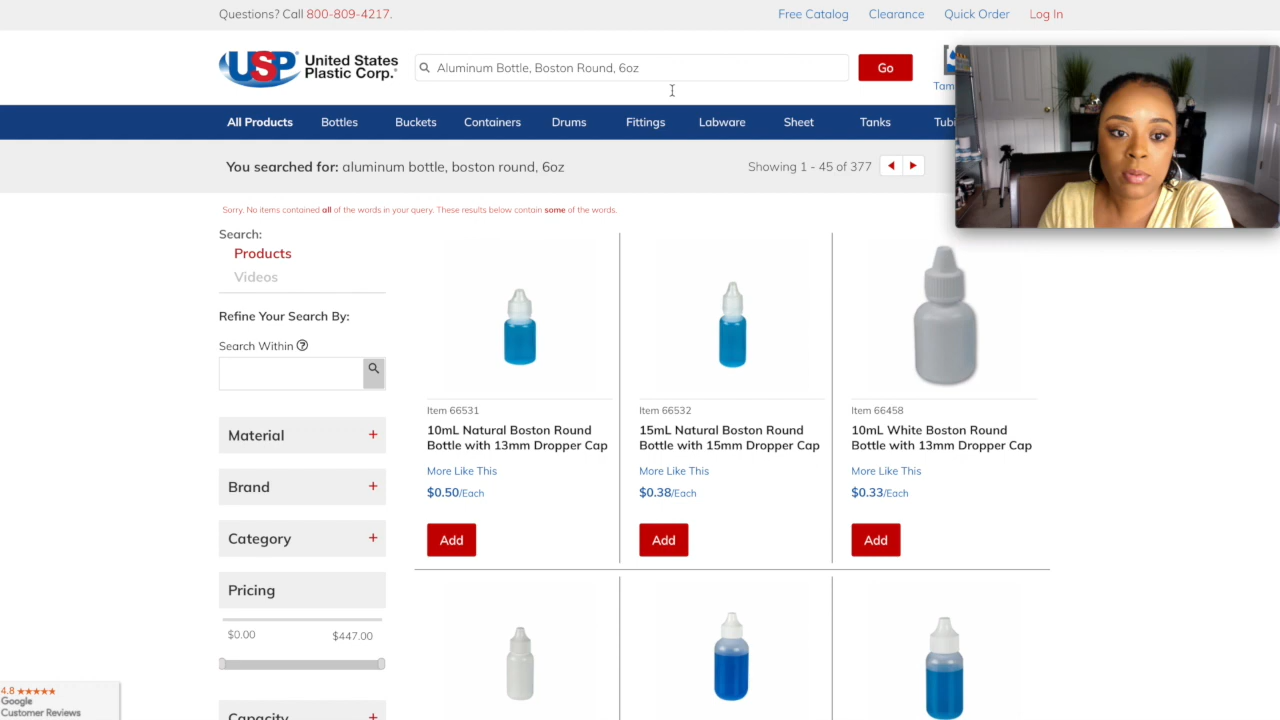 Questions? Call 800-809-4217.
Free Catalog Clearance Quick Order Log In
USP United States
Plastic Corp.
Aluminum Bottle, Boston Round, 6oz
Go
All Products Bottles Buckets Containers Drums Fittings Labware Sheet Tanks
You searched for: aluminum bottle, boston round, 6oz
Showing 1 - 45 of 377
Sorry. No items contained all of the words in your query. These results below contain some of the words.
Search:
Products
Videos
Refine Your Search By:
Search Within
Material +
Brand +
Category +
Pricing
$0.00 $447.00
Capacity +
Item 66531
10mL Natural Boston Round
Bottle with 13mm Dropper Cap
More Like This
$0.50/Each
Add
Item 66532
15mL Natural Boston Round
Bottle with 15mm Dropper Cap
More Like This
$0.38/Each
Add
Item 66458
10mL White Boston Round
Bottle with 13mm Dropper Cap
More Like This
$0.33/Each
Add
4.8 ★★★★★
Google
Customer Reviews